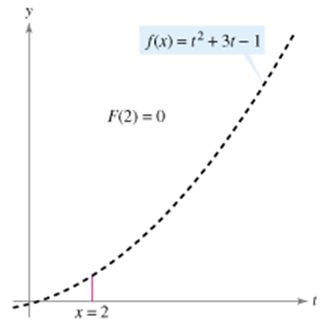 y
f(x) = t² + 3t − 1
F(2) = 0
t
x = 2